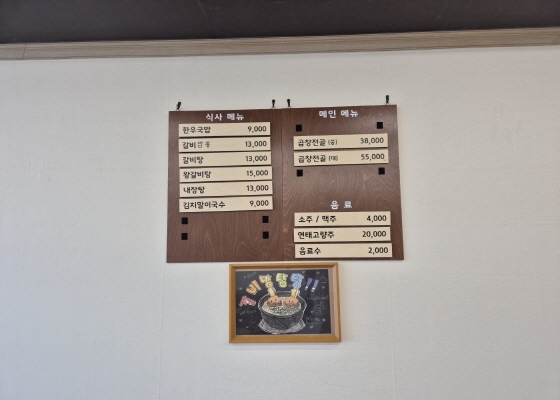 식사 메뉴
한우국밥 9,000
갈비 13,000
갈비탕 13,000
왕갈비탕 15,000
내장탕 13,000
김치말이국수 9,000
메인 메뉴
곱창전골 (중) 38,000
곱창전골 (대) 55,000
음 료
소주 / 맥주 4,000
연태고량주 20,000
음료수 2,000